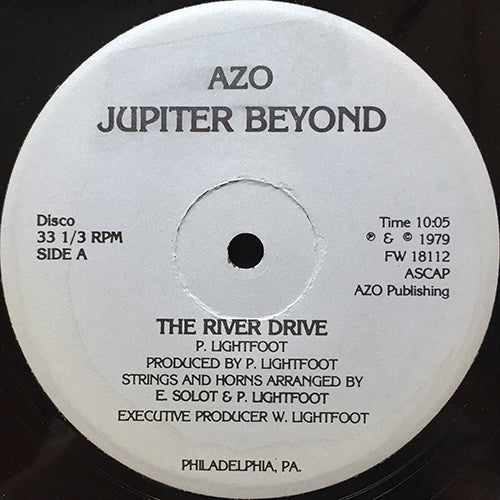 AZO
JUPITER BEYOND
Disco
33 1/3 RPM
SIDE A
Time 10:05
℗ & © 1979
FW 18112
ASCAP
AZO Publishing
THE RIVER DRIVE
P. LIGHTFOOT
PRODUCED BY P. LIGHTFOOT
STRINGS AND HORNS ARRANGED BY
E. SOLOT & P. LIGHTFOOT
EXECUTIVE PRODUCER W. LIGHTFOOT
PHILADELPHIA, PA.